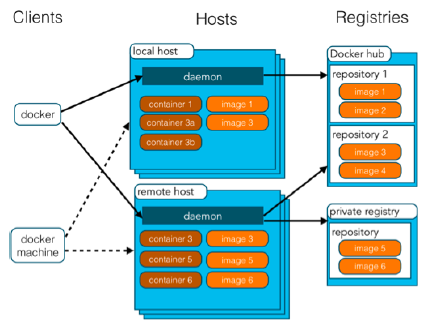 Clients
Hosts
Registries
local host
daemon
container 1
image 1
container 3a
image 3
container 3b
docker
docker
machine
remote host
daemon
container 3
image 3
container 5
image 5
container 6
image 6
Docker hub
repository 1
image 1
image 2
repository 2
image 3
image 4
private registry
repository
image 5
image 6